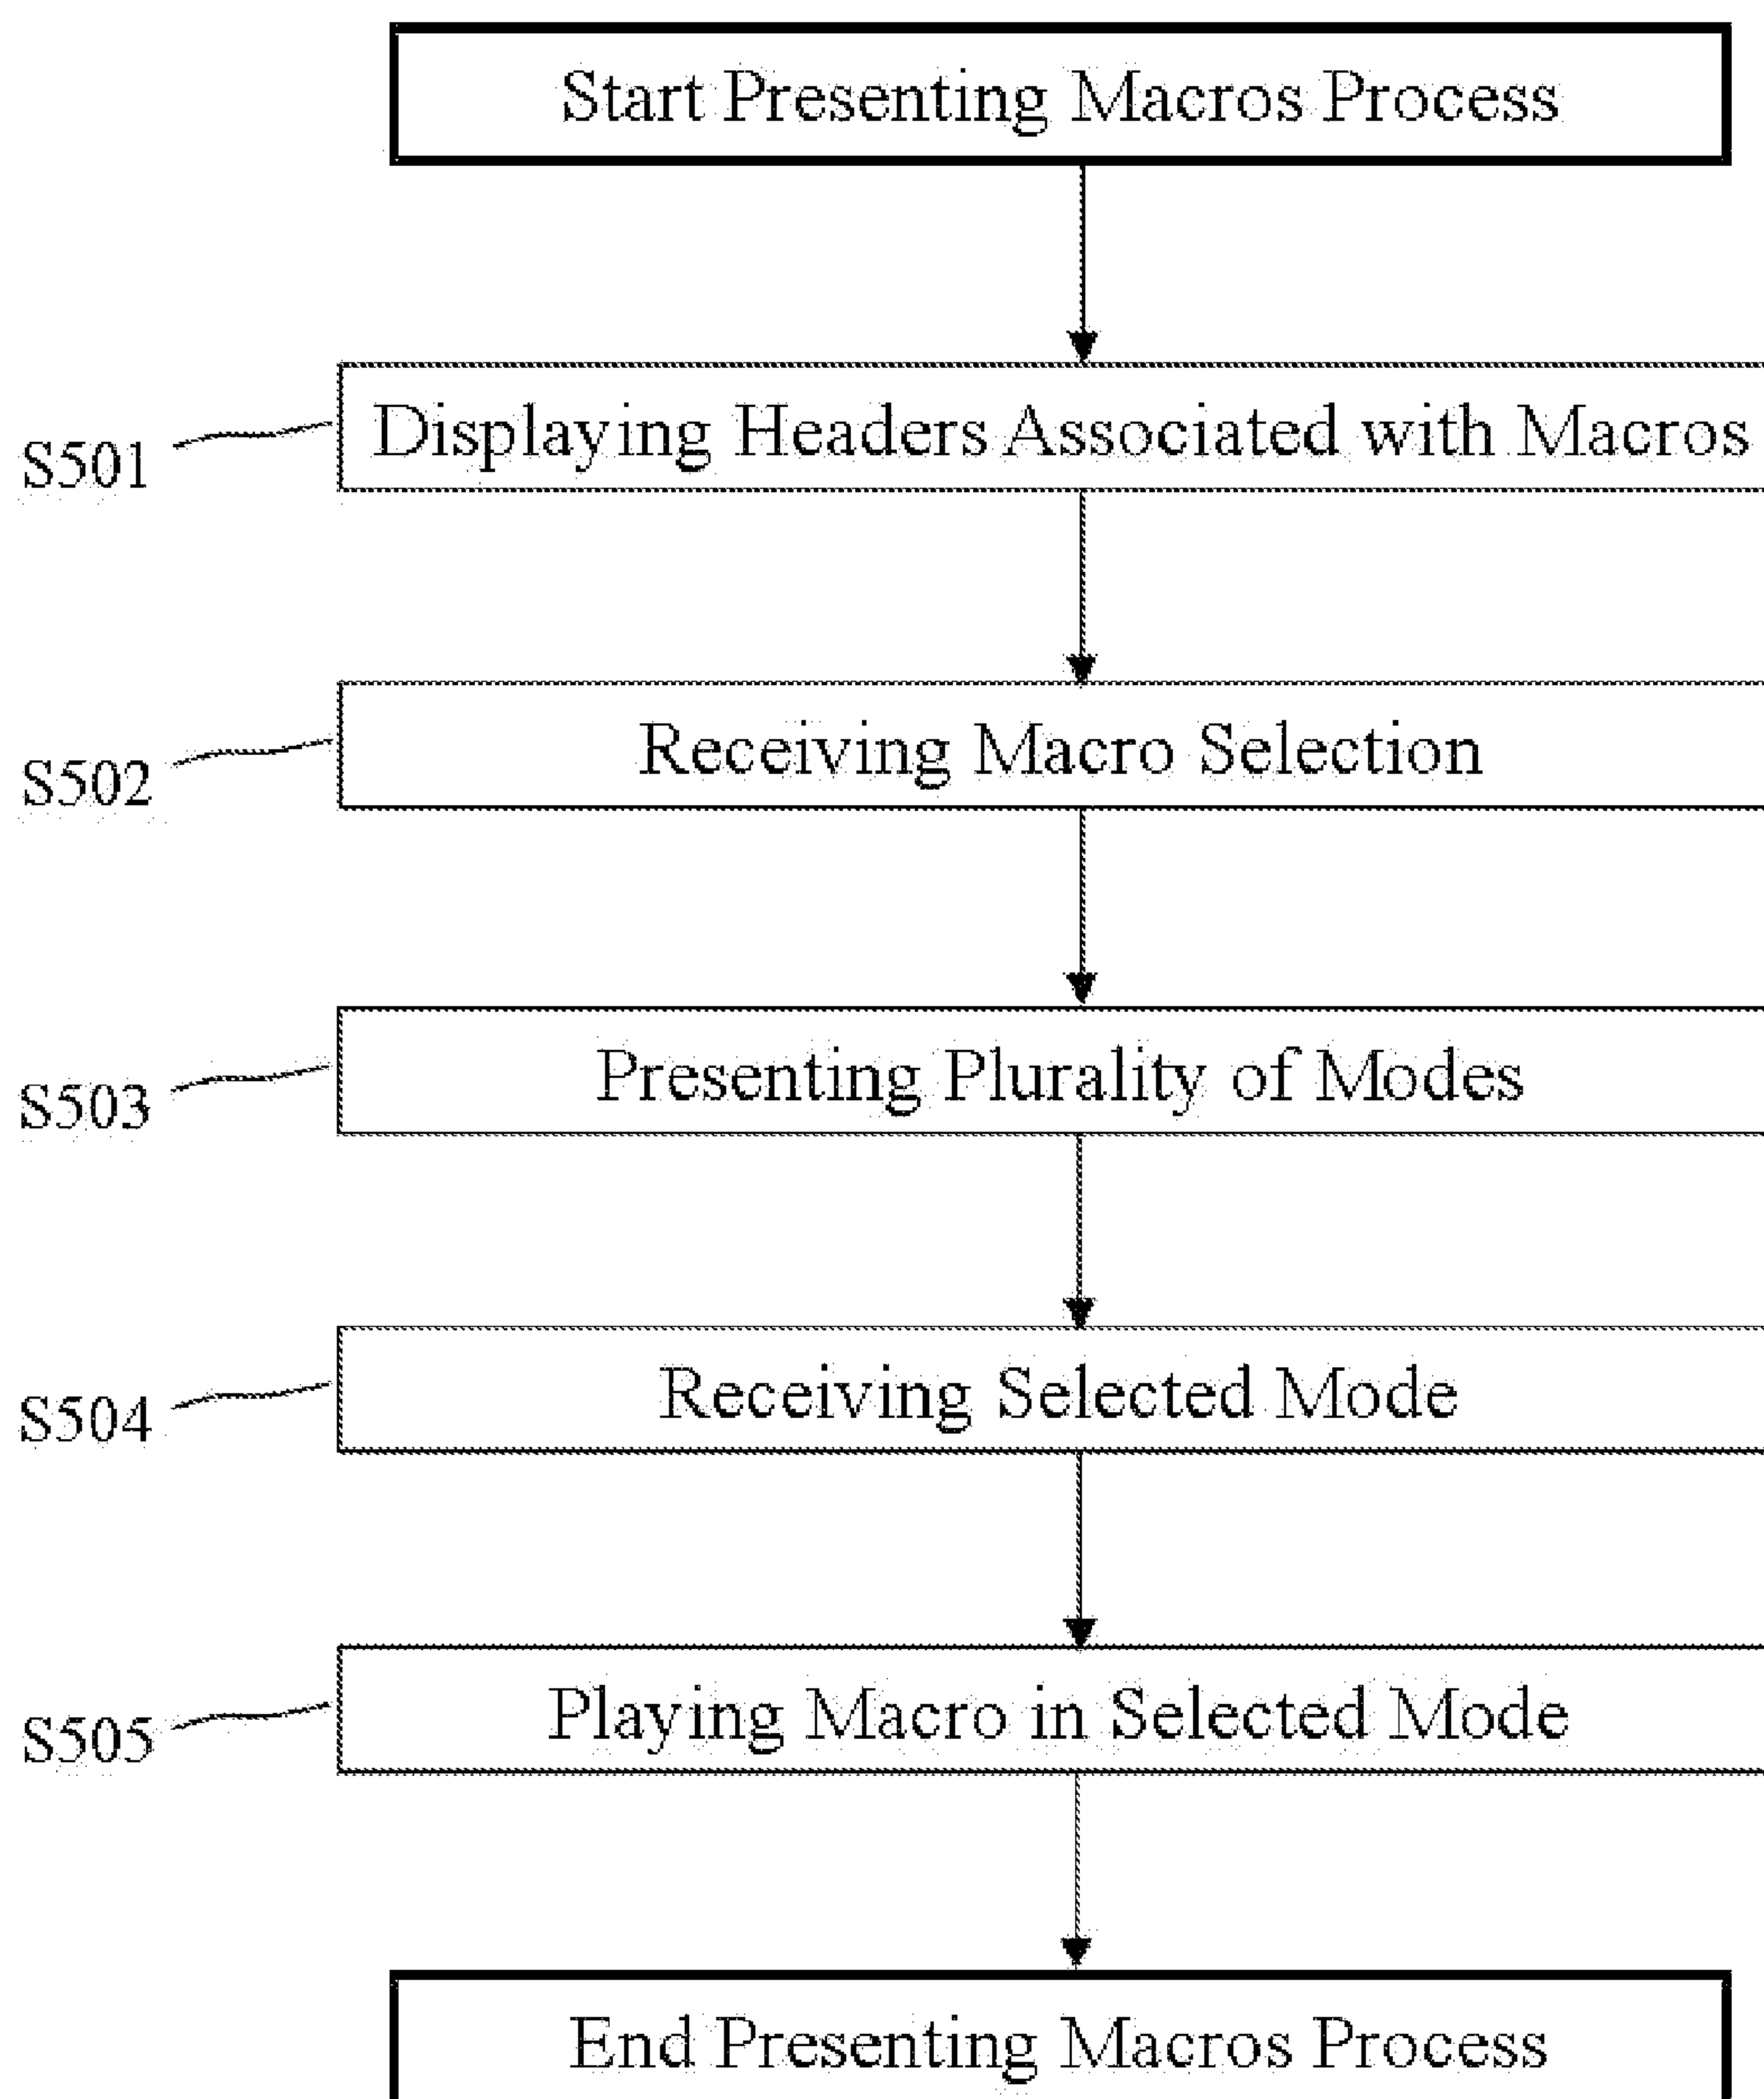 Start Presenting Macros Process
S501
Displaying Headers Associated with Macros
S502
Receiving Macro Selection
S503
Presenting Plurality of Modes
S504
Receiving Selected Mode
S505
Playing Macro in Selected Mode
End Presenting Macros Process